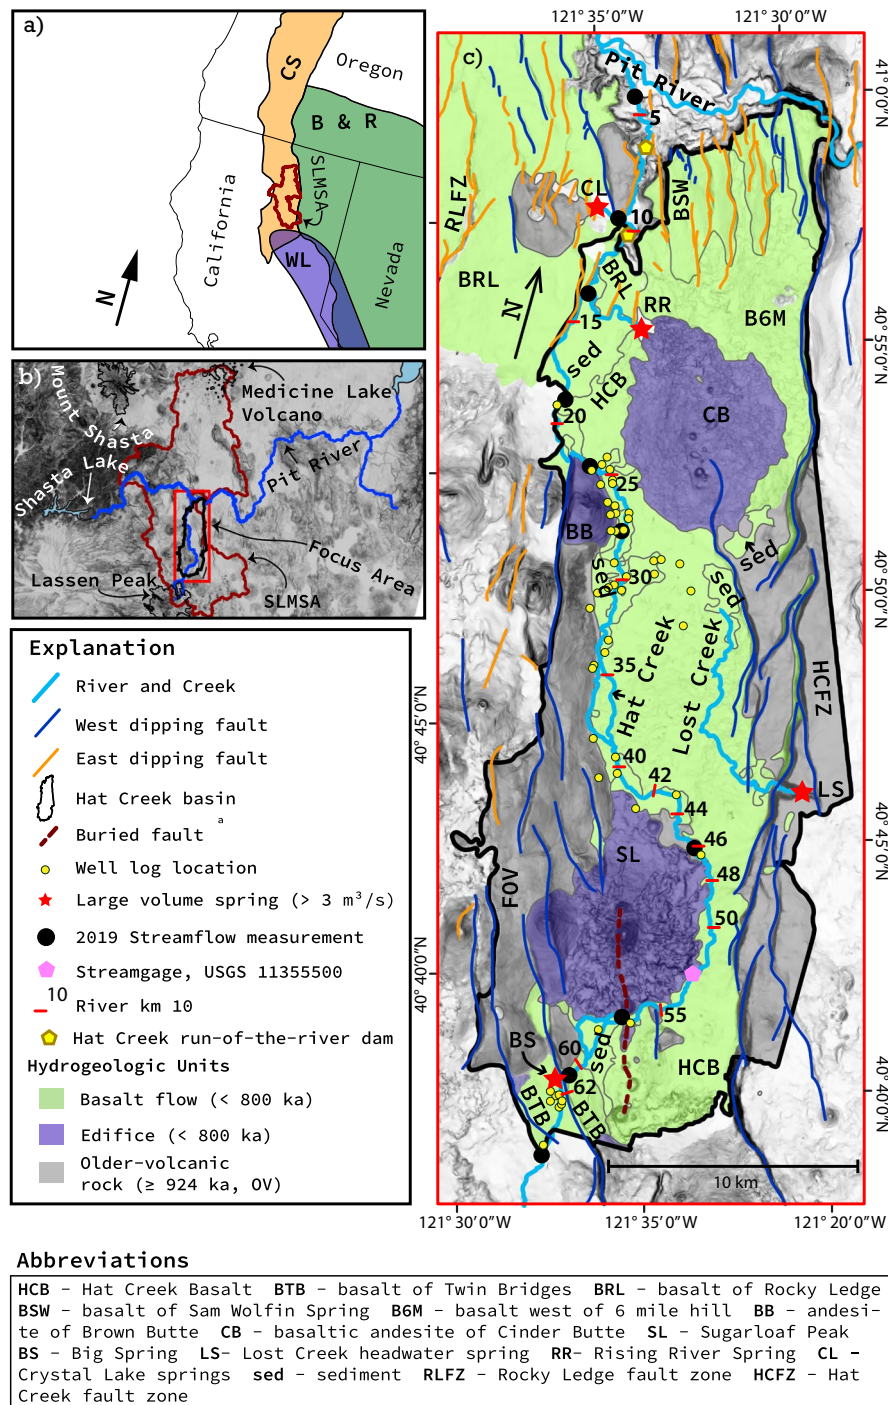 a)
CS
Oregon
B & R
SLMSA
California
WL
Nevada
N
b)
Mount Shasta
Medicine Lake
Volcano
Shasta Lake
Pit River
Focus Area
Lassen Peak
SLMSA
Explanation
River and Creek
West dipping fault
East dipping fault
Hat Creek basin
a
Buried fault
Well log location
Large volume spring (> 3 m³/s)
2019 Streamflow measurement
Streamgage, USGS 11355500
10
River km 10
Hat Creek run-of-the-river dam
Hydrogeologic Units
Basalt flow (< 800 ka)
Edifice (< 800 ka)
Older-volcanic
rock (≥ 924 ka, OV)
121° 35′0″W
121° 30′0″W
c)
Pit River
41° 0′0″N
5
CL
RLFZ
BSW
10
BRL
BRL
N
RR
B6M
15
40° 55′0″N
sed
HCB
CB
20
25
BB
sed
sed
30
sed
40° 50′0″N
Hat Creek
Lost Creek
35
HCFZ
40° 45′0″N
40
42
LS
44
46
40° 45′0″N
SL
48
FOV
50
40° 40′0″N
55
BS
60
sed
HCB
62
BTB
BTB
40° 40′0″N
10 km
121° 30′0″W
121° 35′0″W
121° 20′0″W
Abbreviations
HCB – Hat Creek Basalt BTB – basalt of Twin Bridges BRL – basalt of Rocky Ledge
BSW – basalt of Sam Wolfin Spring B6M – basalt west of 6 mile hill BB – andesi-
te of Brown Butte CB – basaltic andesite of Cinder Butte SL – Sugarloaf Peak
BS – Big Spring LS– Lost Creek headwater spring RR– Rising River Spring CL –
Crystal Lake springs sed – sediment RLFZ – Rocky Ledge fault zone HCFZ – Hat
Creek fault zone